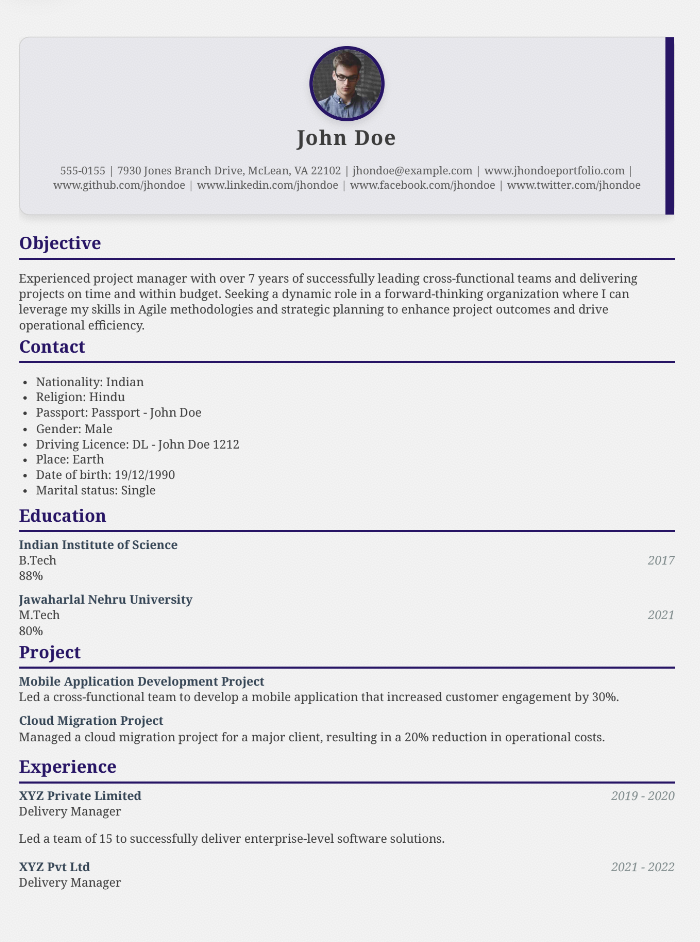 John Doe
555-0155 | 7930 Jones Branch Drive, McLean, VA 22102 | jhondoe@example.com | www.jhondoeportfolio.com |
www.github.com/jhondoe | www.linkedin.com/jhondoe | www.facebook.com/jhondoe | www.twitter.com/jhondoe
Objective
Experienced project manager with over 7 years of successfully leading cross-functional teams and delivering
projects on time and within budget. Seeking a dynamic role in a forward-thinking organization where I can
leverage my skills in Agile methodologies and strategic planning to enhance project outcomes and drive
operational efficiency.
Contact
• Nationality: Indian
• Religion: Hindu
• Passport: Passport - John Doe
• Gender: Male
• Driving Licence: DL - John Doe 1212
• Place: Earth
• Date of birth: 19/12/1990
• Marital status: Single
Education
Indian Institute of Science
B.Tech 2017
88%
Jawaharlal Nehru University
M.Tech 2021
80%
Project
Mobile Application Development Project
Led a cross-functional team to develop a mobile application that increased customer engagement by 30%.
Cloud Migration Project
Managed a cloud migration project for a major client, resulting in a 20% reduction in operational costs.
Experience
XYZ Private Limited 2019 - 2020
Delivery Manager
Led a team of 15 to successfully deliver enterprise-level software solutions.
XYZ Pvt Ltd 2021 - 2022
Delivery Manager